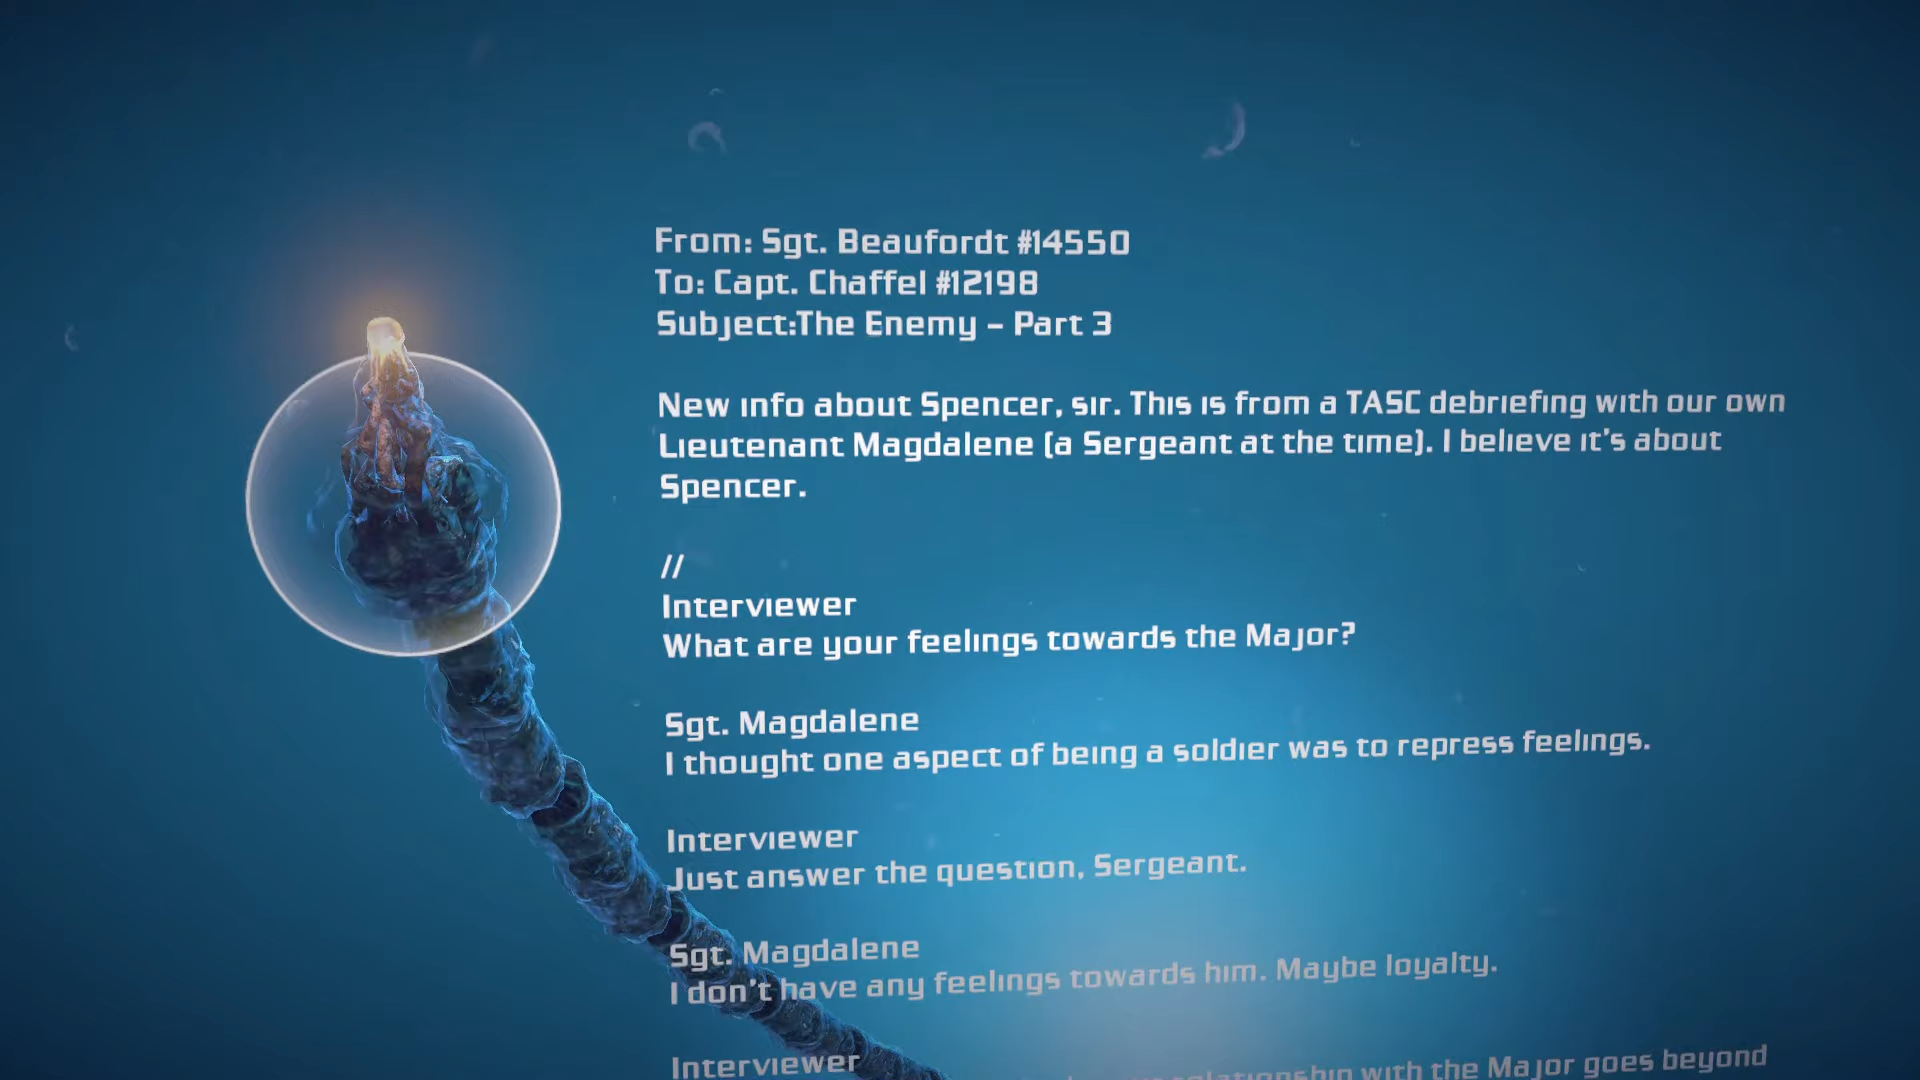 From: Sgt. Beaufordt #14550
To: Capt. Chaffel #12198
Subject:The Enemy – Part 3
New info about Spencer, sir. This is from a TASC debriefing with our own
Lieutenant Magdalene (a Sergeant at the time). I believe it's about
Spencer.
//
Interviewer
What are your feelings towards the Major?
Sgt. Magdalene
I thought one aspect of being a soldier was to repress feelings.
Interviewer
Just answer the question, Sergeant.
Sgt. Magdalene
I don't have any feelings towards him. Maybe loyalty.
Interviewer
relationship with the Major goes beyond